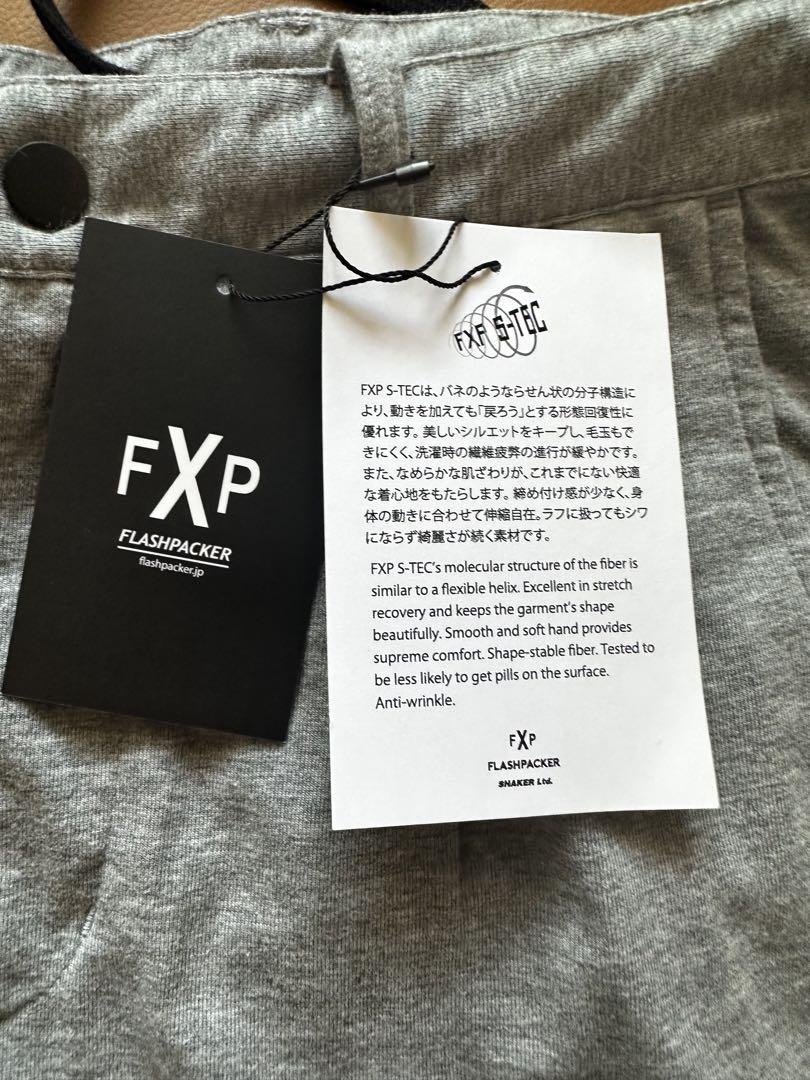 FXP
FLASHPACKER
flashpacker.jp
FXP S-TEC
FXP S-TECは、バネのようならせん状の分子構造に
より、動きを加えても「戻ろう」とする形態回復性に
優れます。美しいシルエットをキープし、毛玉もで
きにくく、洗濯時の繊維疲弊の進行が緩やかです。
また、なめらかな肌ざわりが、これまでにない快適
な着心地をもたらします。締め付け感が少なく、身
体の動きに合わせて伸縮自在。ラフに扱ってもシワ
にならず綺麗さが続く素材です。
FXP S-TEC's molecular structure of the fiber is
similar to a flexible helix. Excellent in stretch
recovery and keeps the garment's shape
beautifully. Smooth and soft hand provides
supreme comfort. Shape-stable fiber. Tested to
be less likely to get pills on the surface.
Anti-wrinkle.
FXP
FLASHPACKER
SNAKER Ltd.